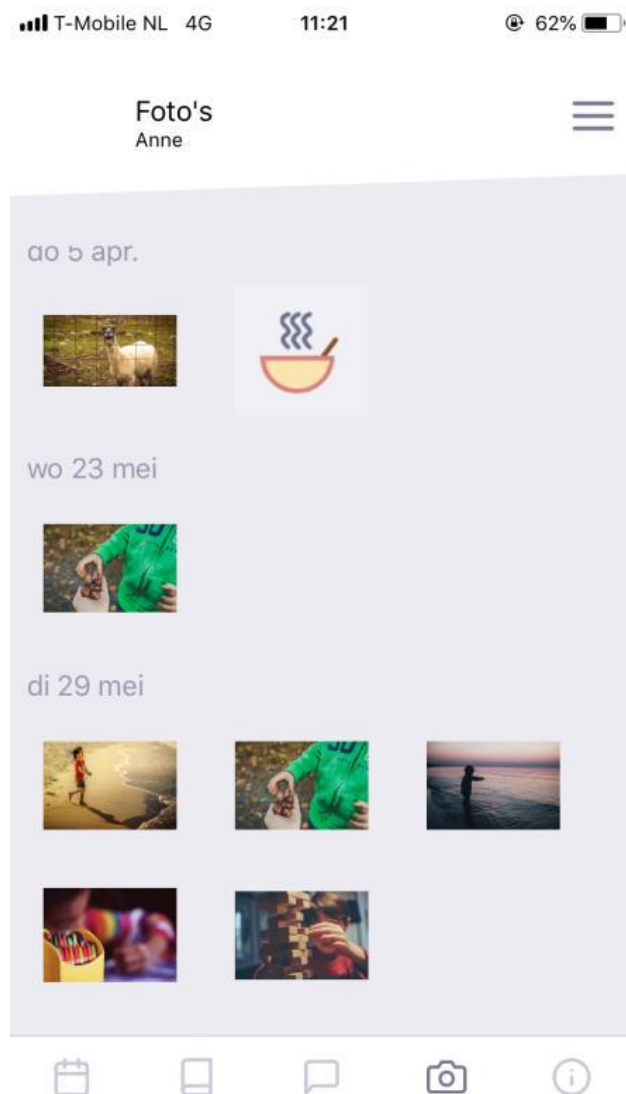 T-Mobile NL 4G 11:21 62%
Foto's
Anne
do 5 apr.
wo 23 mei
di 29 mei